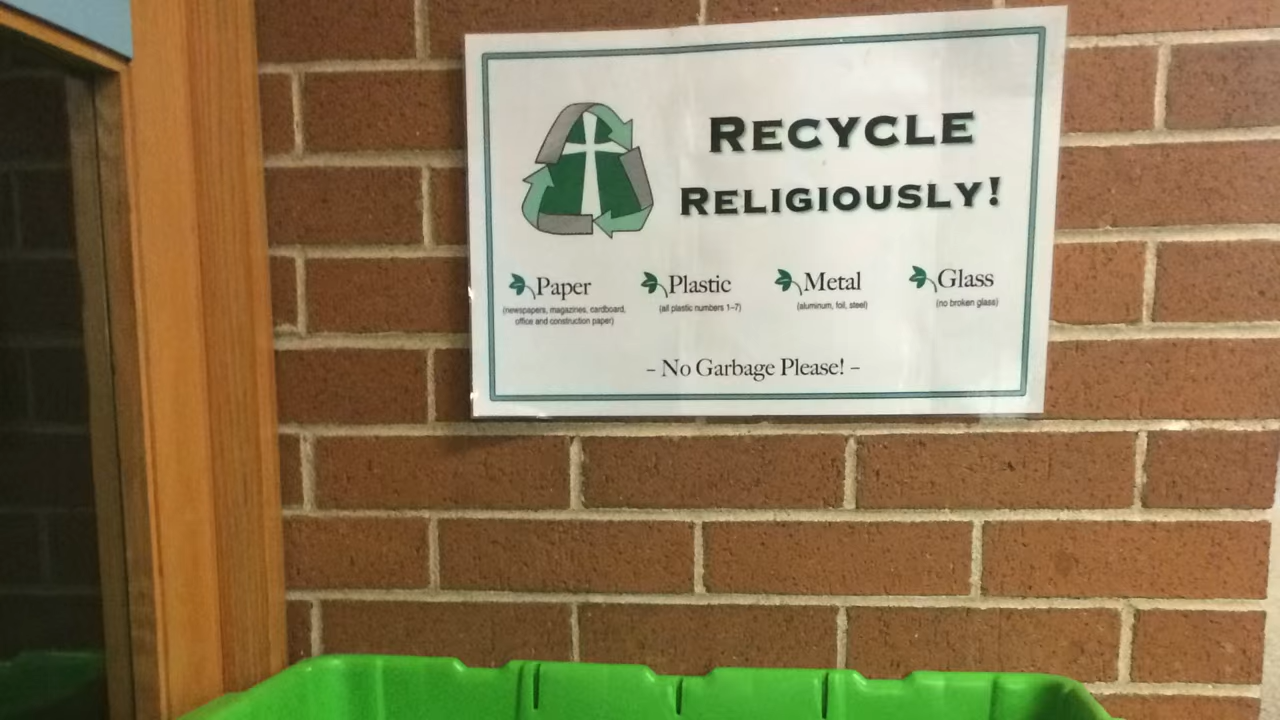 RECYCLE
RELIGIOUSLY!
Paper
(newspapers, magazines, cardboard,
office and construction paper)
Plastic
(all plastic numbers 1–7)
Metal
(aluminum, foil, steel)
Glass
(no broken glass)
– No Garbage Please! –